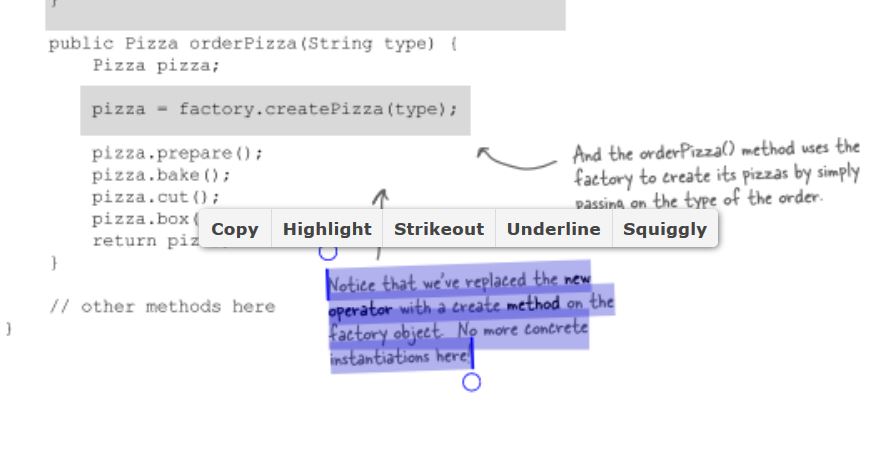 }
public Pizza orderPizza(String type) {
Pizza pizza;
pizza = factory.createPizza(type);
pizza.prepare();
pizza.bake();
pizza.cut();
pizza.box(
return piz
}
// other methods here
}
And the orderPizza() method uses the
factory to create its pizzas by simply
passing on the type of the order.
Copy Highlight Strikeout Underline Squiggly
Notice that we've replaced the new
operator with a create method on the
factory object. No more concrete
instantiations here!